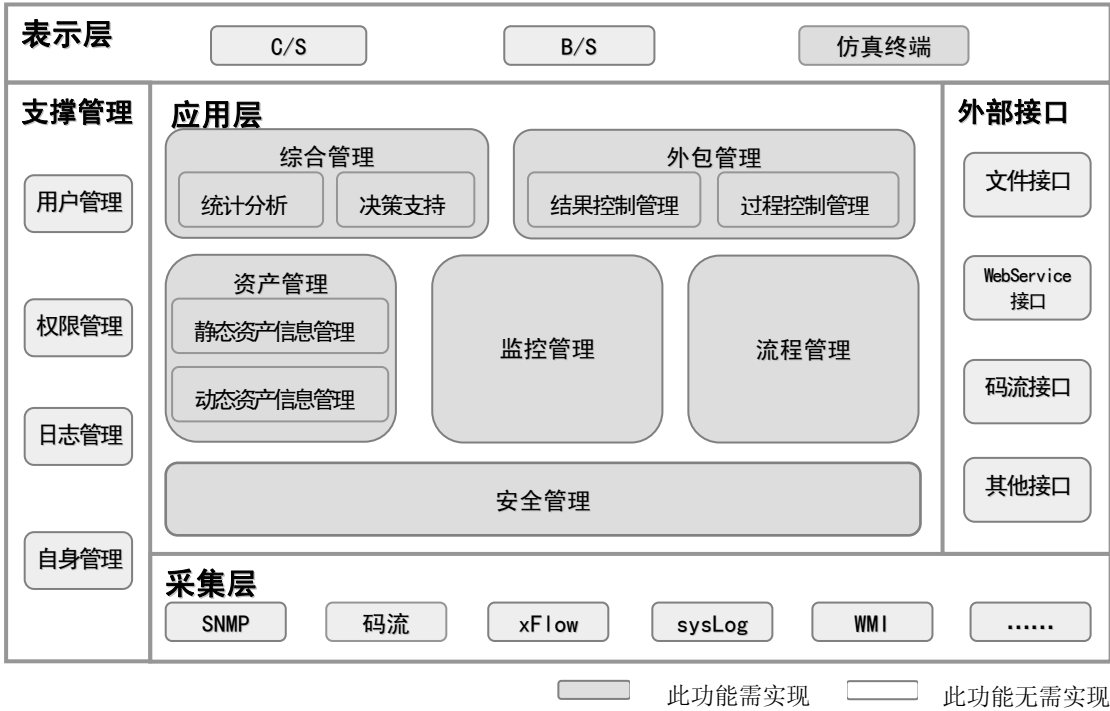 表示层
C/S
B/S
仿真终端
支撑管理
用户管理
权限管理
日志管理
自身管理
应用层
综合管理
统计分析
决策支持
外包管理
结果控制管理
过程控制管理
资产管理
静态资产信息管理
动态资产信息管理
监控管理
流程管理
安全管理
外部接口
文件接口
WebService
接口
码流接口
其他接口
采集层
SNMP
码流
xFlow
sysLog
WMI
......
此功能需实现
此功能无需实现